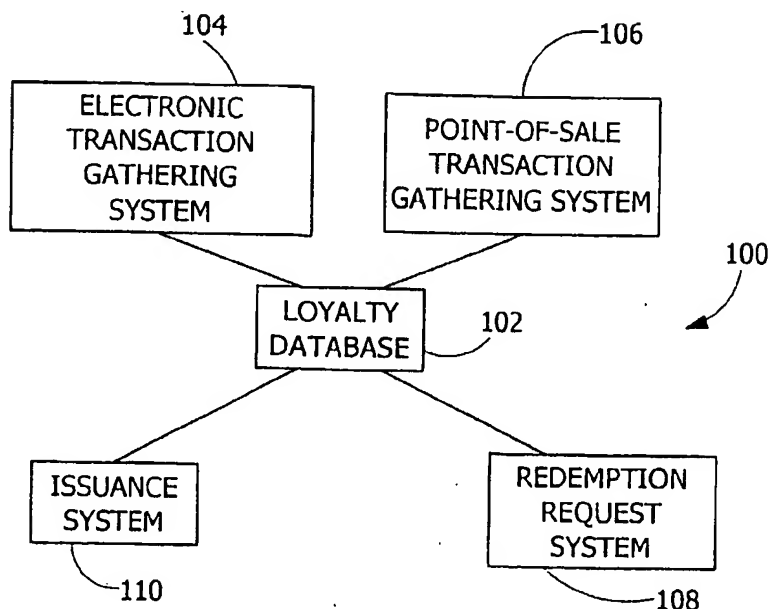 104
106
ELECTRONIC
TRANSACTION
GATHERING
SYSTEM
POINT-OF-SALE
TRANSACTION
GATHERING SYSTEM
100
LOYALTY
DATABASE
102
ISSUANCE
SYSTEM
110
REDEMPTION
REQUEST
SYSTEM
108